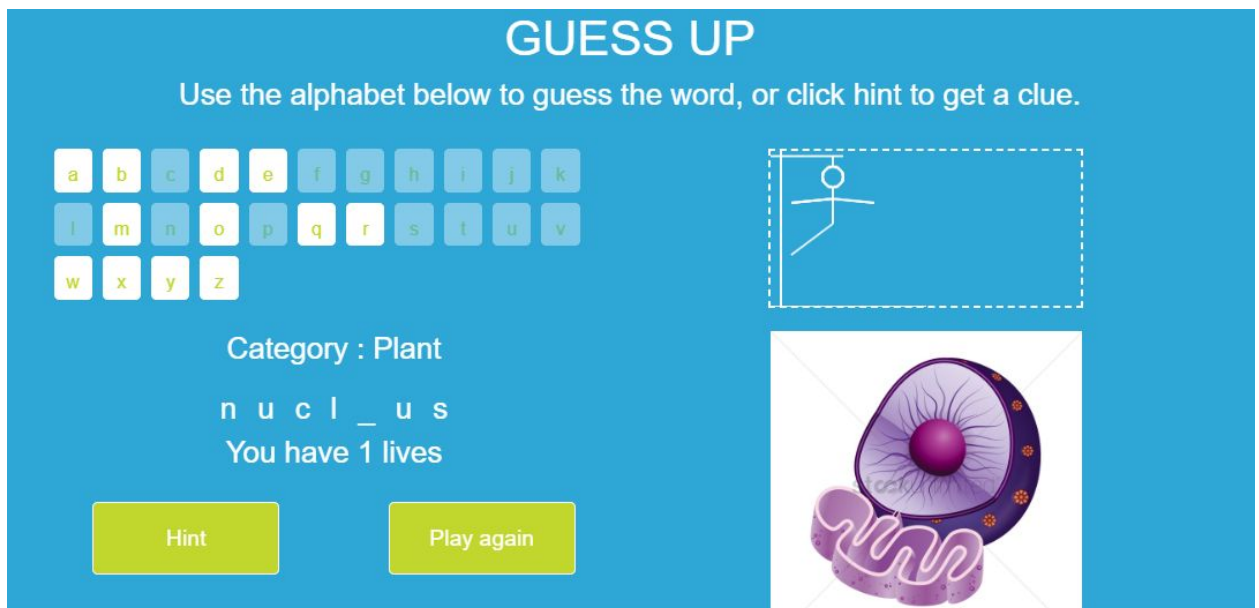 GUESS UP
Use the alphabet below to guess the word, or click hint to get a clue.
a b c d e f g h i j k
l m n o p q r s t u v
w x y z
Category : Plant
n u c l _ u s
You have 1 lives
Hint Play again